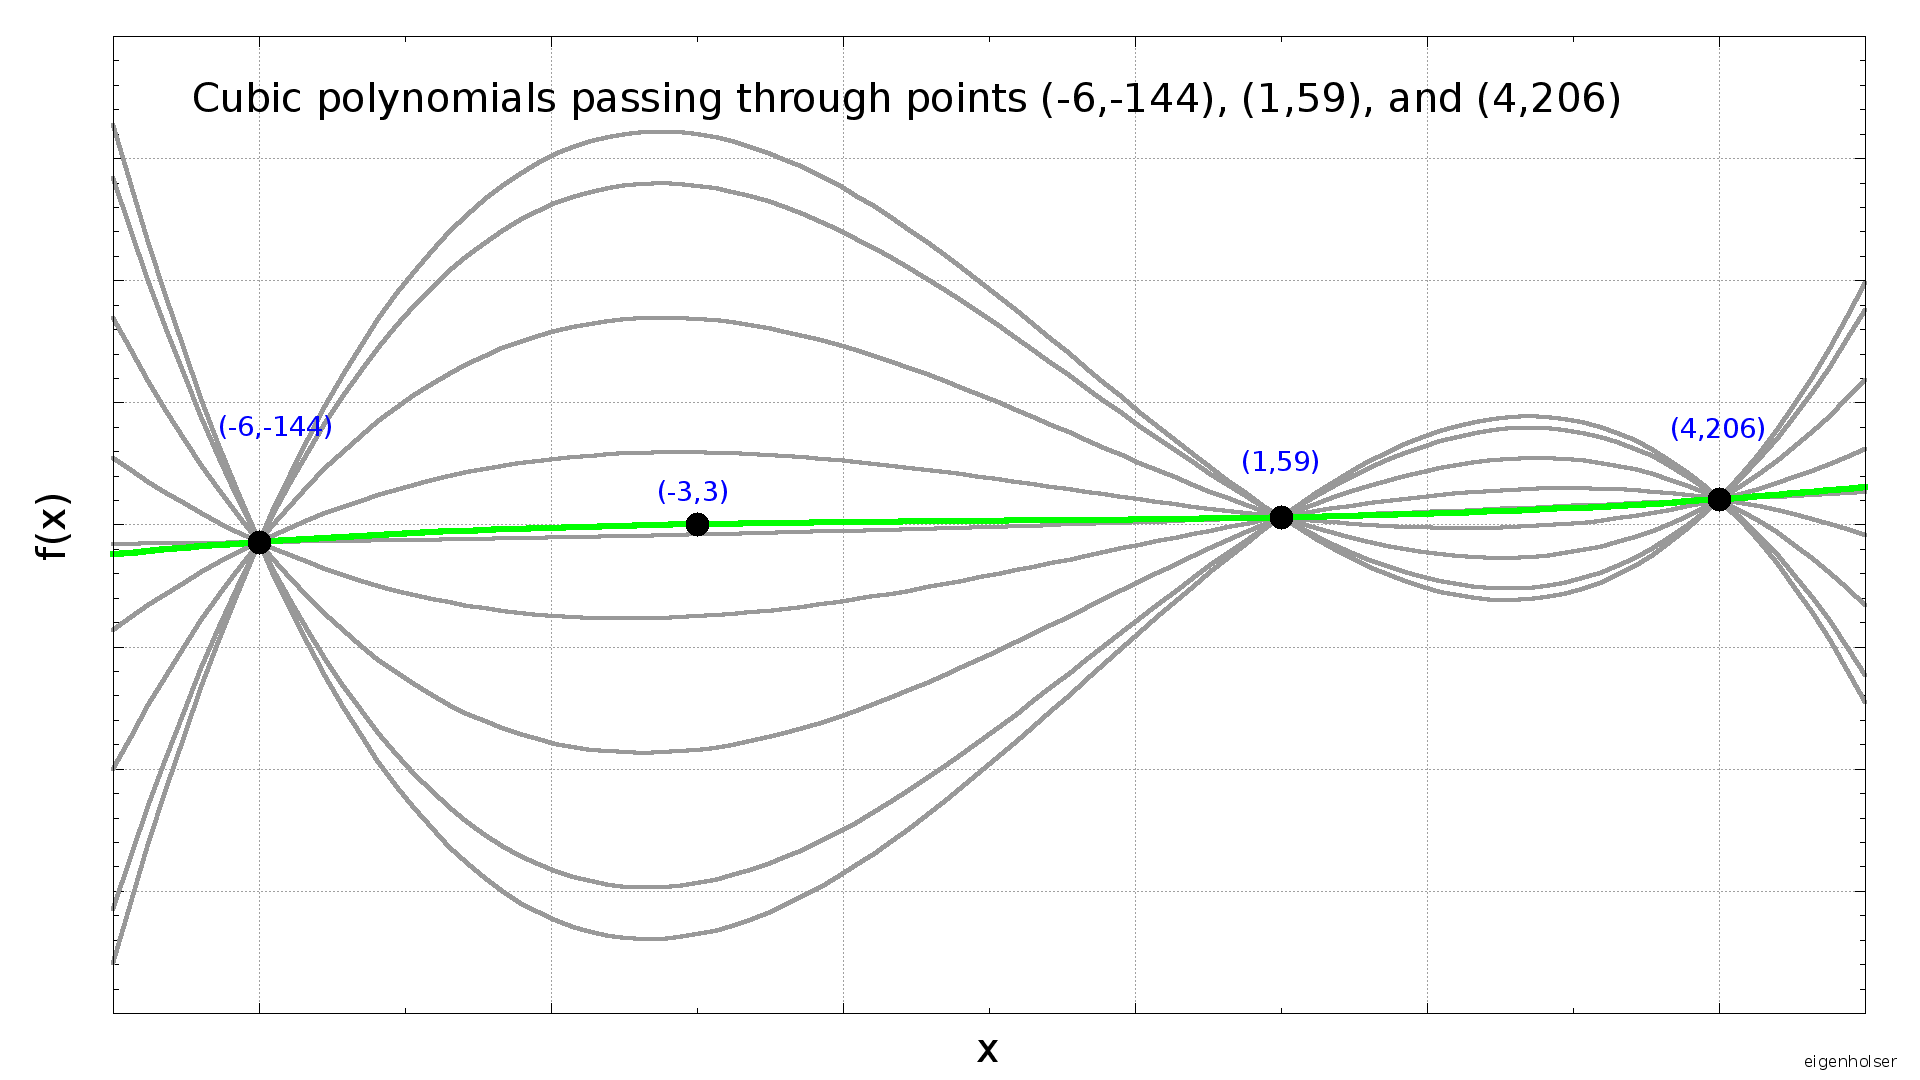 Cubic polynomials passing through points (-6,-144), (1,59), and (4,206)
(-6,-144)
(4,206)
(1,59)
(-3,3)
f(x)
x
eigenholser